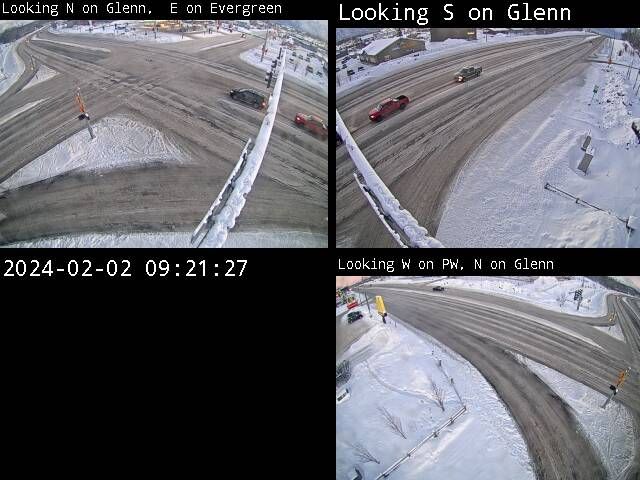 Looking N on Glenn,  E on Evergreen
Looking S on Glenn
2024-02-02 09:21:27
Looking W on PW, N on Glenn